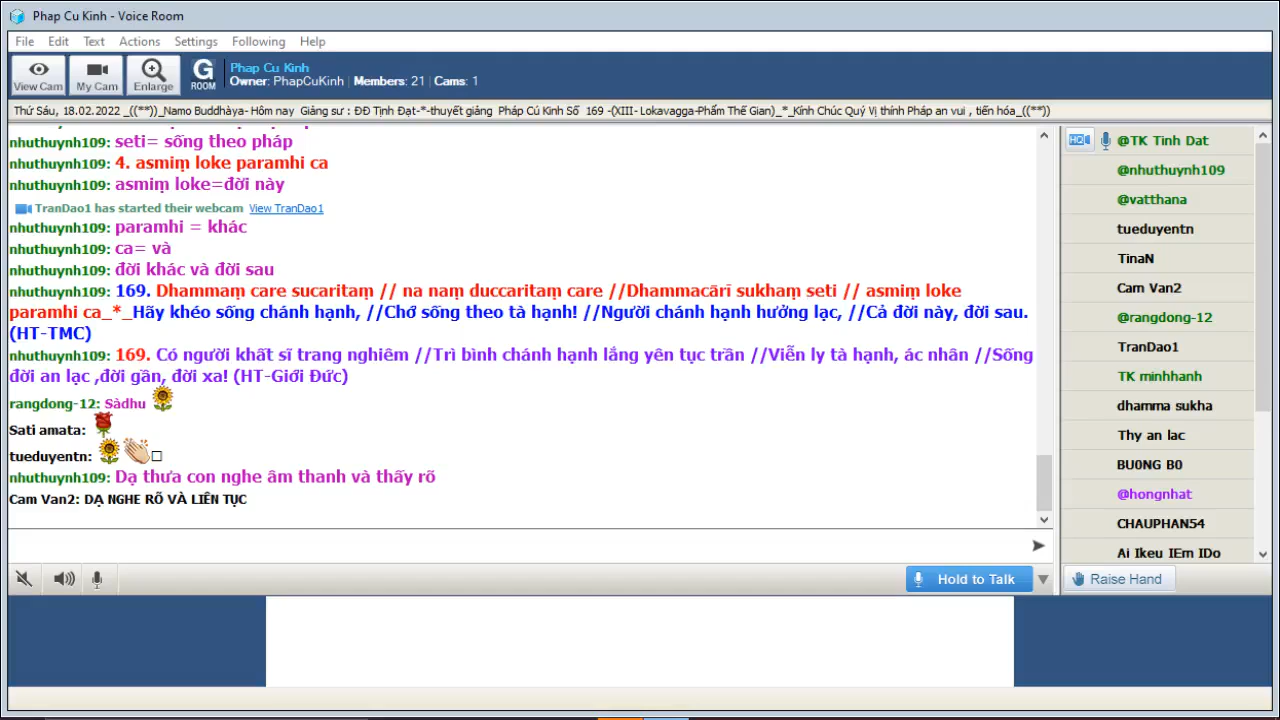 Phap Cu Kinh - Voice Room
File Edit Text Actions Settings Following Help
View Cam My Cam Enlarge G ROOM
Phap Cu Kinh
Owner: PhapCuKinh | Members: 21 | Cams: 1
Thứ Sáu, 18.02.2022 _((**))_Namo Buddhàya- Hôm nay Giảng sư : ĐĐ Tịnh Đạt-*-thuyết giảng Pháp Cú Kinh Số 169 -(XIII- Lokavagga-Phẩm Thế Gian)_*_Kính Chúc Quý Vị thính Pháp an vui , tiến hóa_((**))
nhuthuynh109: seti= sống theo pháp
nhuthuynh109: 4. asmiṃ loke paramhi ca
nhuthuynh109: asmiṃ loke=đời này
TranDao1 has started their webcam View TranDao1
nhuthuynh109: paramhi = khác
nhuthuynh109: ca= và
nhuthuynh109: đời khác và đời sau
nhuthuynh109: 169. Dhammaṃ care sucaritaṃ // na naṃ duccaritaṃ care //Dhammacārī sukhaṃ seti // asmiṃ loke
paramhi ca_*_Hãy khéo sống chánh hạnh, //Chớ sống theo tà hạnh! //Người chánh hạnh hưởng lạc, //Cả đời này, đời sau.
(HT-TMC)
nhuthuynh109: 169. Có người khất sĩ trang nghiêm //Trì bình chánh hạnh lắng yên tục trần //Viễn ly tà hạnh, ác nhân //Sống
đời an lạc ,đời gần, đời xa! (HT-Giới Đức)
rangdong-12: Sàdhu
Sati amata:
tueduyentn:
nhuthuynh109: Dạ thưa con nghe âm thanh và thấy rõ
Cam Van2: DẠ NGHE RÕ VÀ LIÊN TỤC
HQ @TK Tinh Dat
@nhuthuynh109
@vatthana
tueduyentn
TinaN
Cam Van2
@rangdong-12
TranDao1
TK minhhanh
dhamma sukha
Thy an lac
BU0NG B0
@hongnhat
CHAUPHAN54
Ai Ikeu IEm IDo
Hold to Talk
Raise Hand